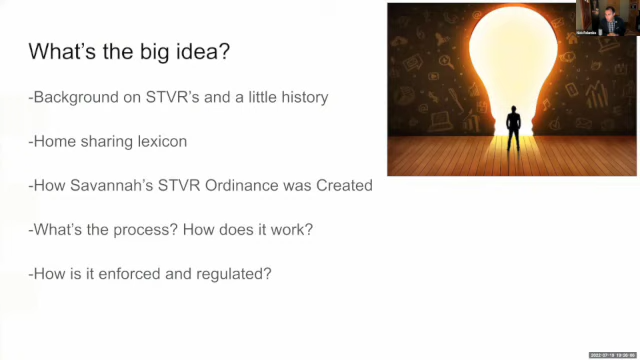 What's the big idea?
-Background on STVR's and a little history
-Home sharing lexicon
-How Savannah's STVR Ordinance was Created
-What's the process? How does it work?
-How is it enforced and regulated?